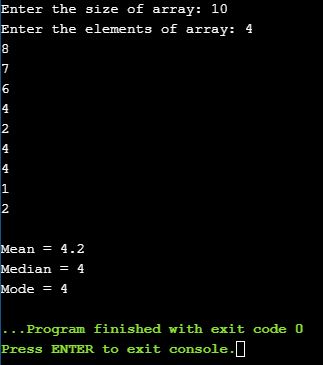 Enter the size of array: 10
Enter the elements of array: 4
8
7
6
4
2
4
4
1
2
Mean = 4.2
Median = 4
Mode = 4
...Program finished with exit code 0
Press ENTER to exit console.